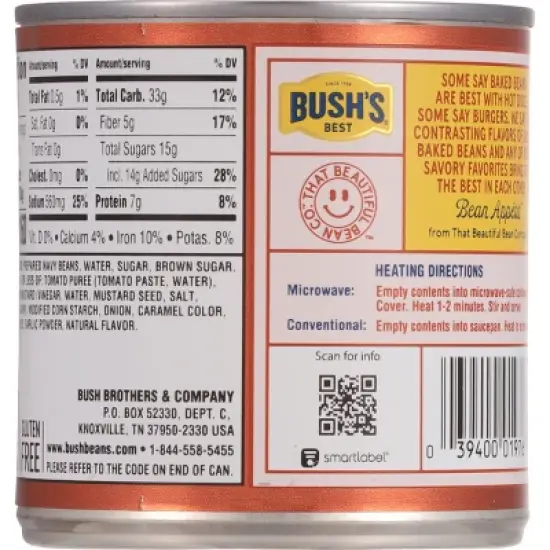 Amount/serving % DV Amount/serving % DV
Total Fat 0.5g 1% Total Carb. 33g 12%
Sat. Fat 0g 0% Fiber 5g 17%
Trans Fat 0g Total Sugars 15g
Cholest. 0mg 0% Incl. 14g Added Sugars 28%
Sodium 560mg 25% Protein 7g 8%
Vit. D 0% • Calcium 4% • Iron 10% • Potas. 8%
PREPARED NAVY BEANS, WATER, SUGAR, BROWN SUGAR,
LESS OF: TOMATO PUREE (TOMATO PASTE, WATER),
VINEGAR, WATER, MUSTARD SEED, SALT,
MODIFIED CORN STARCH, ONION, CARAMEL COLOR,
GARLIC POWDER, NATURAL FLAVOR.
BUSH BROTHERS & COMPANY
P.O. BOX 52330, DEPT. C,
KNOXVILLE, TN 37950-2330 USA
www.bushbeans.com • 1-844-558-5455
PLEASE REFER TO THE CODE ON END OF CAN.
GLUTEN
FREE
BUSH'S
BEST
THAT BEAUTIFUL BEAN CO.
TM
SOME SAY BAKED BEANS
ARE BEST WITH HOT DOGS
SOME SAY BURGERS. WE SAY
CONTRASTING FLAVORS OF
BAKED BEANS AND ANY OF
SAVORY FAVORITES BRING
THE BEST IN EACH OTHER
Bean Appétit
from That Beautiful Bean
HEATING DIRECTIONS
Microwave: Empty contents into microwave-safe
Cover. Heat 1-2 minutes. Stir and
Conventional: Empty contents into saucepan. Heat
Scan for info
smartlabel
0 39400 01976